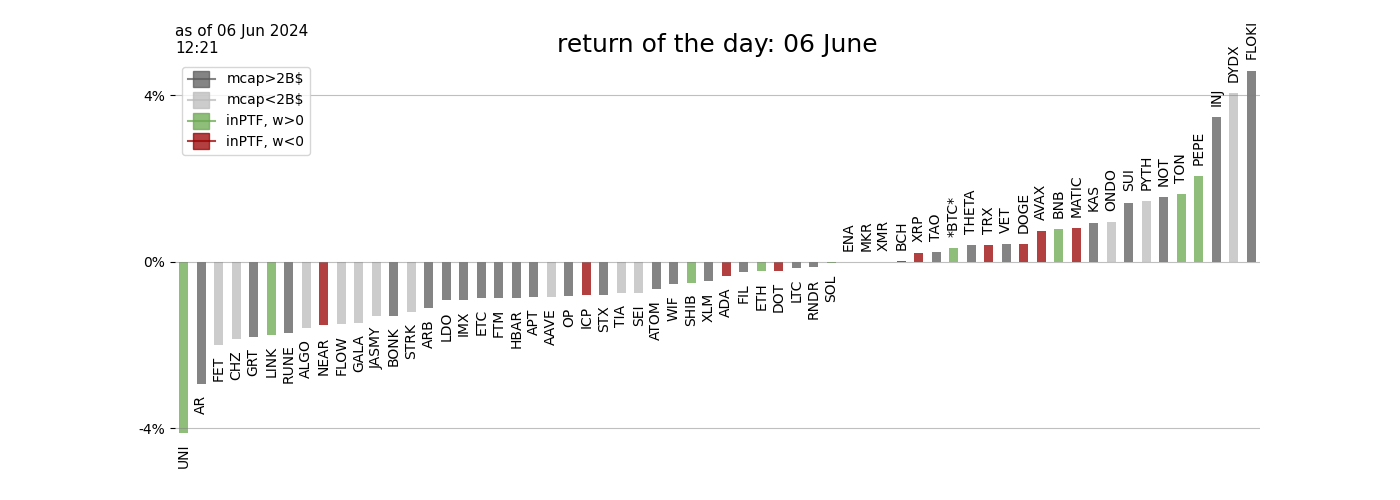 as of 06 Jun 2024
12:21
return of the day: 06 June
mcap>2B$
mcap<2B$
inPTF, w>0
inPTF, w<0
4%
0%
-4%
UNI
AR
FET
CHZ
GRT
LINK
RUNE
ALGO
NEAR
FLOW
GALA
JASMY
BONK
STRK
ARB
LDO
IMX
ETC
FTM
HBAR
APT
AAVE
OP
ICP
STX
TIA
SEI
ATOM
WIF
SHIB
XLM
ADA
FIL
ETH
DOT
LTC
RNDR
SOL
ENA
MKR
XMR
BCH
XRP
TAO
*BTC*
THETA
TRX
VET
DOGE
AVAX
BNB
MATIC
KAS
ONDO
SUI
PYTH
NOT
TON
PEPE
INJ
DYDX
FLOKI